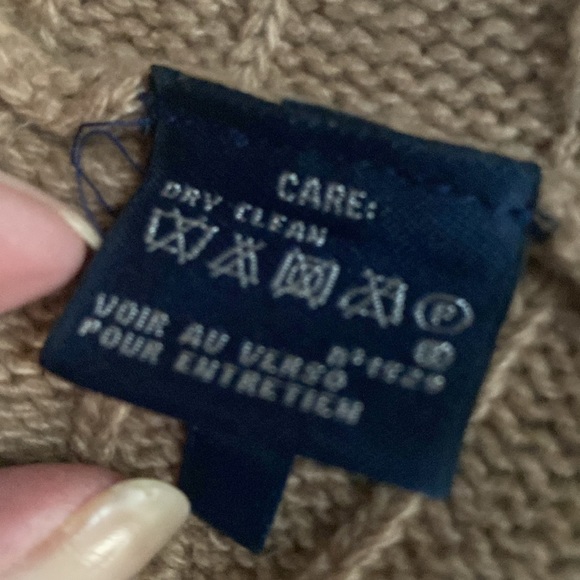 CARE:
DRY CLEAN
P
VOIR AU VERSO
POUR ENTRETIEN